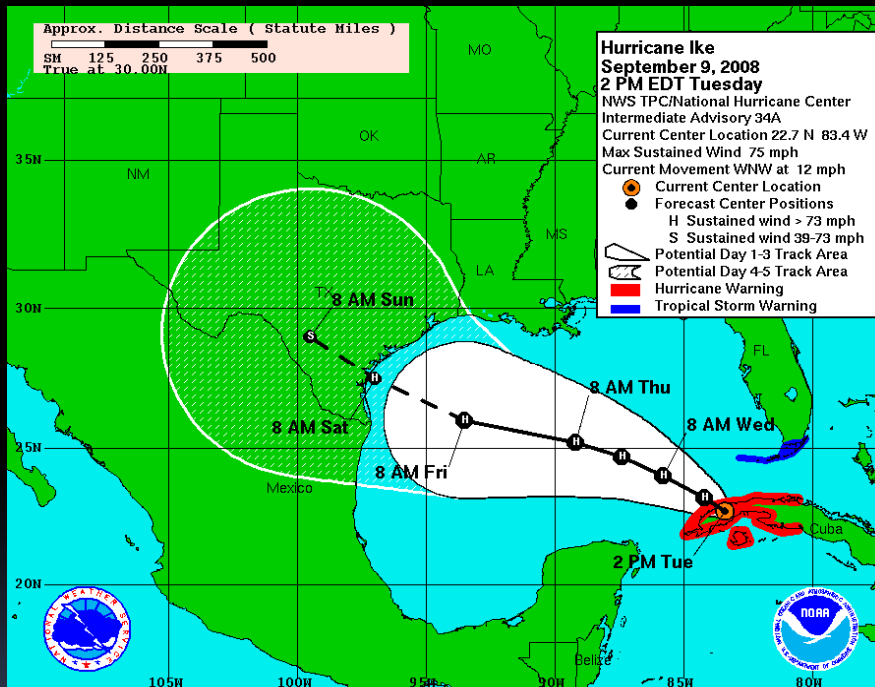 Approx. Distance Scale ( Statute Miles )
SM 125 250 375 500
True at 30.00N
Hurricane Ike
September 9, 2008
2 PM EDT Tuesday
NWS TPC/National Hurricane Center
Intermediate Advisory 34A
Current Center Location 22.7 N 83.4 W
Max Sustained Wind 75 mph
Current Movement WNW at 12 mph
Current Center Location
Forecast Center Positions
H Sustained wind > 73 mph
S Sustained wind 39-73 mph
Potential Day 1-3 Track Area
Potential Day 4-5 Track Area
Hurricane Warning
Tropical Storm Warning
MO
OK
AR
35N
NM
MS
LA
TX
8 AM Sun
30N
S
FL
H
8 AM Thu
8 AM Sat
H
H
8 AM Wed
25N
H
8 AM Fri
H
Mexico
H
Cuba
2 PM Tue
20N
NATIONAL WEATHER SERVICE
NOAA
Belize
105W 100W 95W 90W 85W 80W